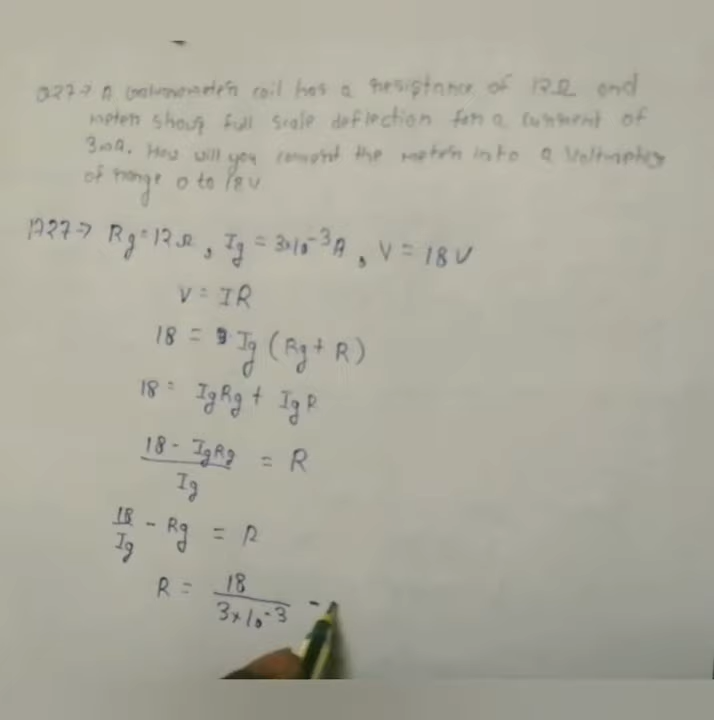 Q27→ A Galvanometer coil has a resistance of 12Ω and
meter shows full scale deflection for a current of
3mA. How will you convert the meter into a voltmeter
of range 0 to 18V.
A27→ Rg=12Ω, Ig = 3×10⁻³A, V = 18V
V = IR
18 = Ig (Rg + R)
18 = IgRg + IgR
18 - IgRg / Ig = R
18/Ig - Rg = R
R = 18 / 3×10⁻³ -